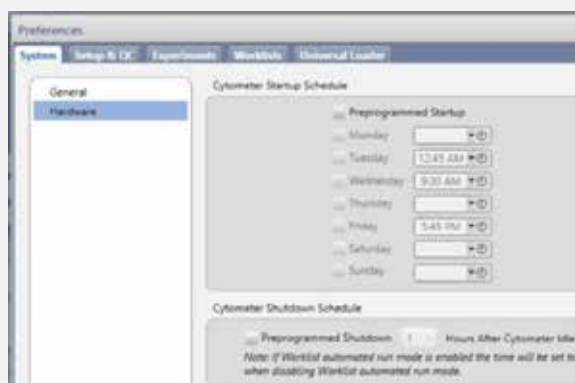 Preferences
System Setup & QC Experiments Worklists Universal Loader
General
Hardware
Cytometer Startup Schedule
Preprogrammed Startup
Monday
Tuesday 12:45 AM
Wednesday 9:30 AM
Thursday
Friday 5:45 PM
Saturday
Sunday
Cytometer Shutdown Schedule
Preprogrammed Shutdown 1 Hours After Cytometer Idle
Note: If Worklist automated run mode is enabled the time will be set to
when disabling Worklist automated run mode.